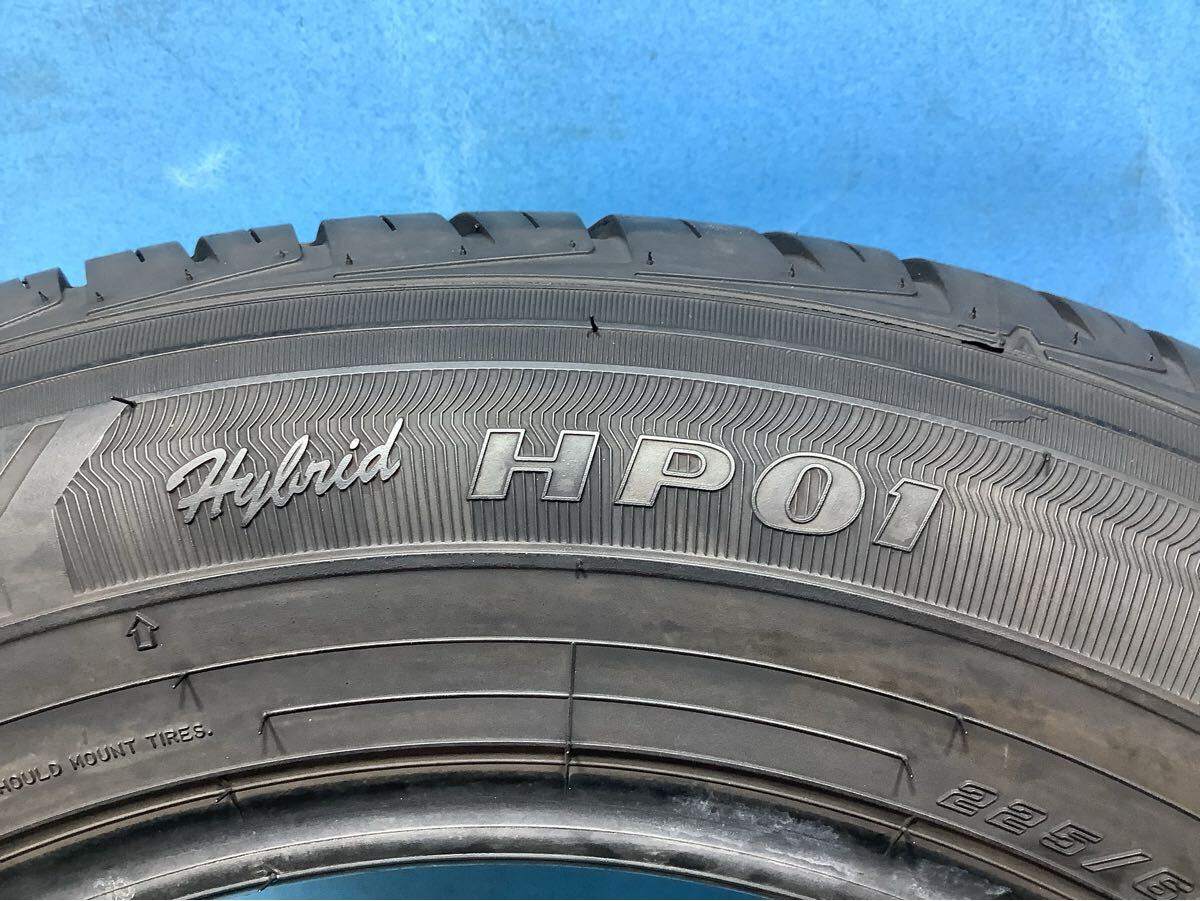 Hybrid HP01
HOULD MOUNT TIRES.
225/6